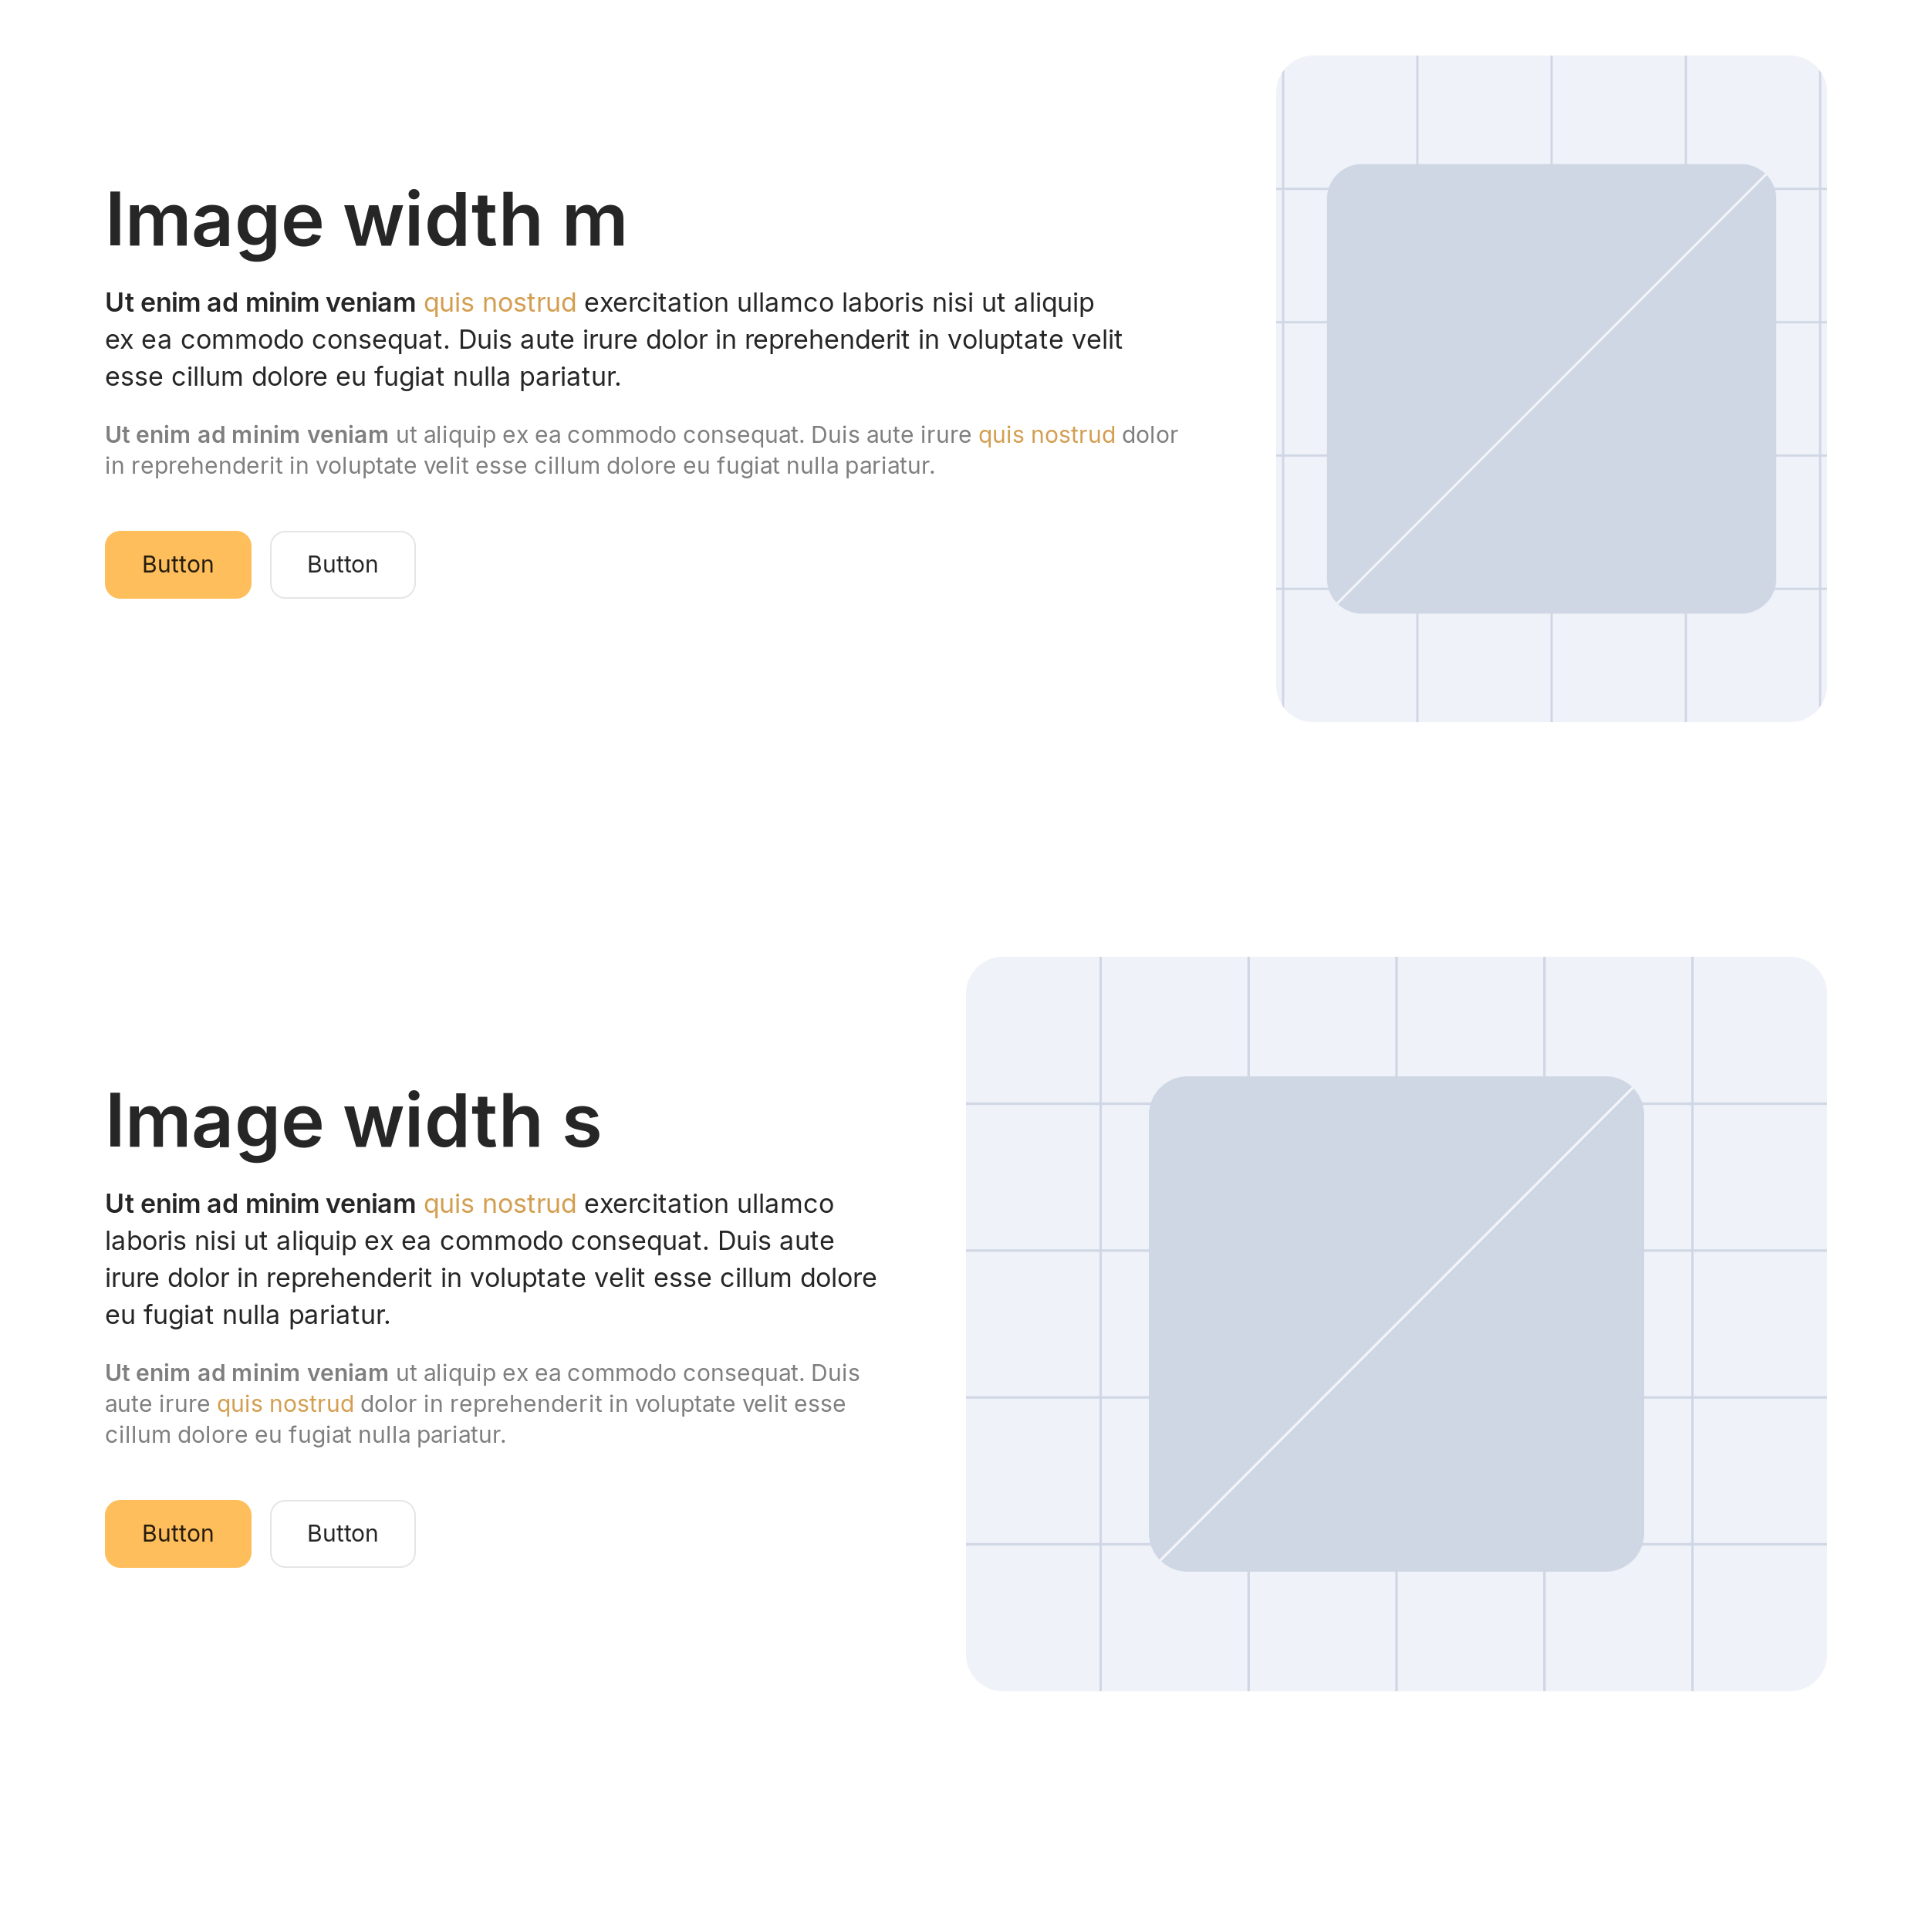 Image width m
Ut enim ad minim veniam quis nostrud exercitation ullamco laboris nisi ut aliquip
ex ea commodo consequat. Duis aute irure dolor in reprehenderit in voluptate velit
esse cillum dolore eu fugiat nulla pariatur.
Ut enim ad minim veniam ut aliquip ex ea commodo consequat. Duis aute irure quis nostrud dolor
in reprehenderit in voluptate velit esse cillum dolore eu fugiat nulla pariatur.
Button Button
Image width s
Ut enim ad minim veniam quis nostrud exercitation ullamco
laboris nisi ut aliquip ex ea commodo consequat. Duis aute
irure dolor in reprehenderit in voluptate velit esse cillum dolore
eu fugiat nulla pariatur.
Ut enim ad minim veniam ut aliquip ex ea commodo consequat. Duis
aute irure quis nostrud dolor in reprehenderit in voluptate velit esse
cillum dolore eu fugiat nulla pariatur.
Button Button